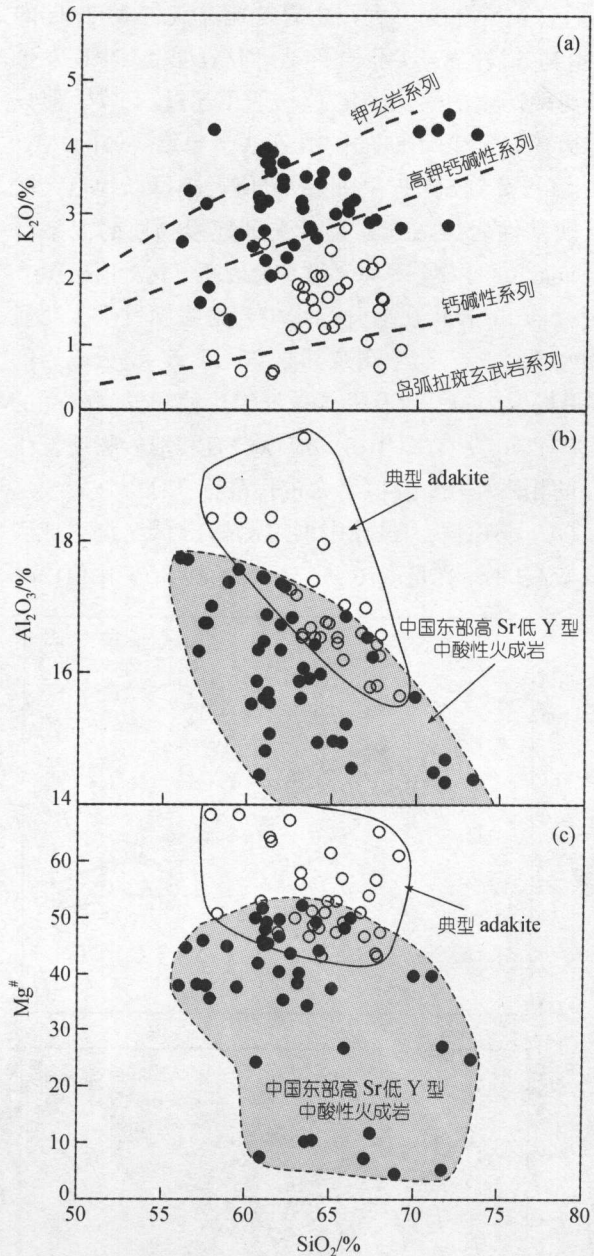 6
(a)
5
钾玄岩系列
4
高钾钙碱性系列
K₂O/%
3
2
钙碱性系列
1
岛弧拉斑玄武岩系列
0
(b)
典型 adakite
18
Al₂O₃/%
中国东部高 Sr低 Y 型
中酸性火成岩
16
14
(c)
60
典型 adakite
50
40
Mg#
30
20
中国东部高 Sr低 Y 型
中酸性火成岩
10
0
50
55
60
65
70
75
80
SiO₂/%